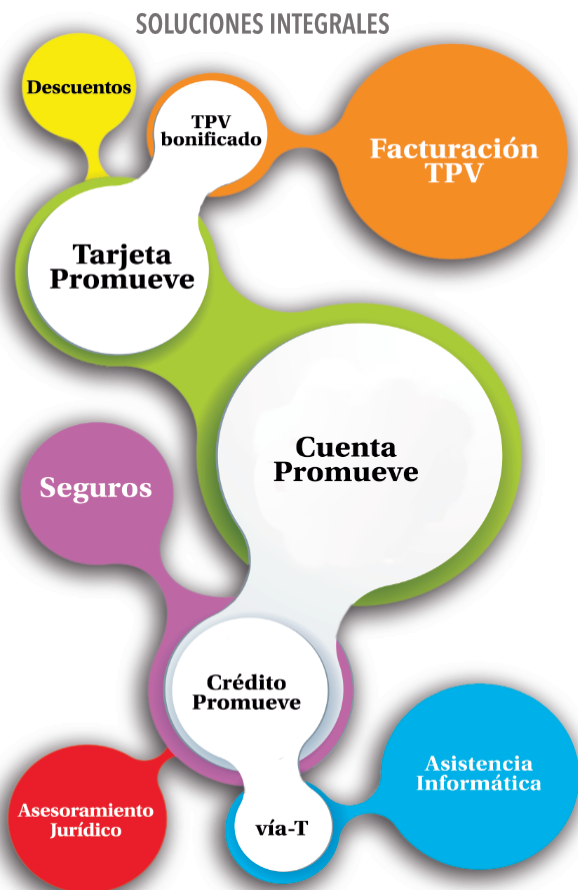 SOLUCIONES INTEGRALES
Descuentos
TPV
bonificado
Facturación
TPV
Tarjeta
Promueve
Cuenta
Promueve
Seguros
Crédito
Promueve
Asistencia
Informática
Asesoramiento
Jurídico
vía-T